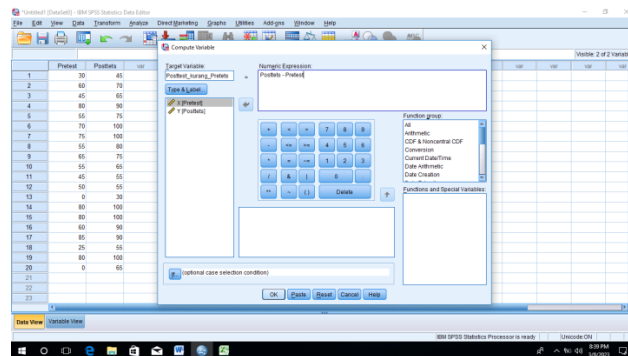 *Untitled1 [DataSet0] - IBM SPSS Statistics Data Editor
File Edit View Data Transform Analyze Direct Marketing Graphs Utilities Add-ons Window Help
Visible: 2 of 2 Variabl
Compute Variable
Target Variable:
Posttest_kurang_Pretets
Numeric Expression:
Posttets - Pretest
Type & Label...
X [Pretest]
Y [Posttets]
+ < > 7 8 9
- <= >= 4 5 6
* = ~= 1 2 3
/ & | 0 .
** ~ ( ) Delete
Function group:
All
Arithmetic
CDF & Noncentral CDF
Conversion
Current Date/Time
Date Arithmetic
Date Creation
Functions and Special Variables:
If... (optional case selection condition)
OK Paste Reset Cancel Help
Pretest Posttets var var var var var
1 30 45
2 60 70
3 45 65
4 80 90
5 55 75
6 70 100
7 75 100
8 55 80
9 65 75
10 55 65
11 45 55
12 50 55
13 0 30
14 80 100
15 80 100
16 60 90
17 85 90
18 25 55
19 80 100
20 0 65
21
22
23
Data View Variable View
IBM SPSS Statistics Processor is ready Unicode:ON
8:39 PM
3/9/2023